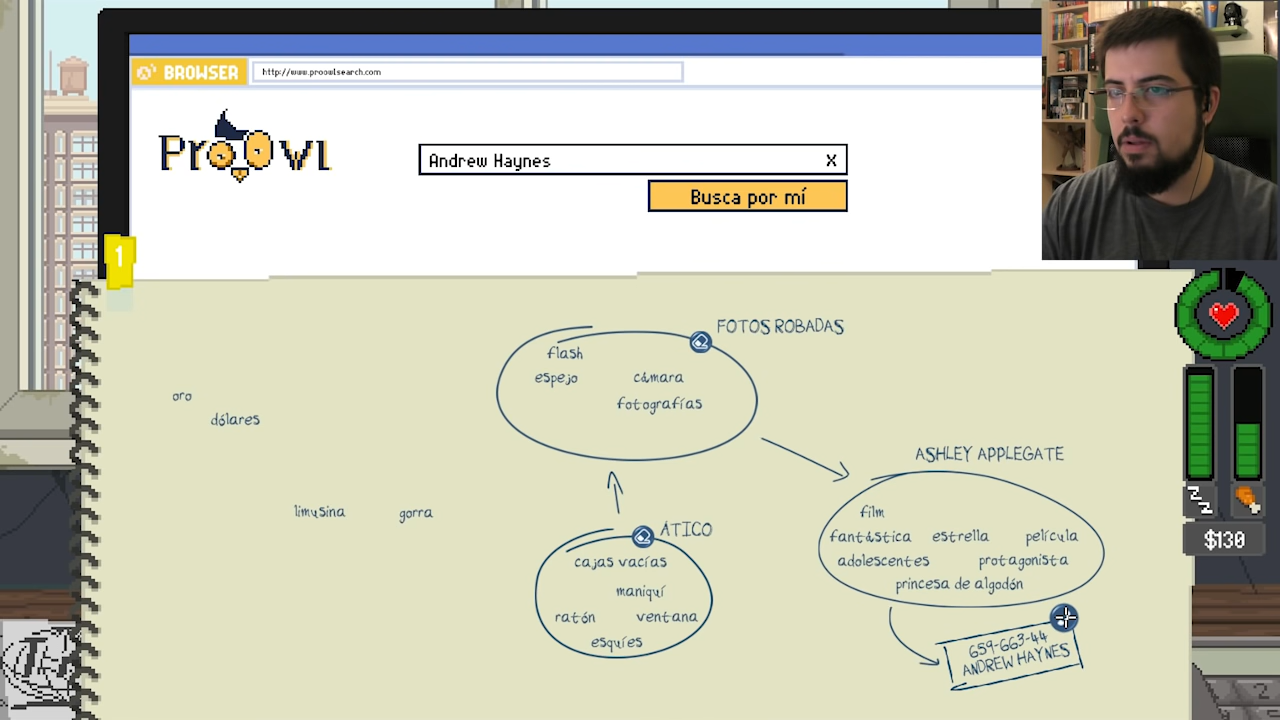 BROWSER
http://www.proowlsearch.com
PrOOwl
Andrew Haynes X
Busca por mí
1
FOTOS ROBADAS
flash
espejo cámara
fotografías
oro
dólares
ASHLEY APPLEGATE
film
fantástica estrella película
adolescentes protagonista
princesa de algodón
limusina gorra
ÁTICO
cajas vacías
maniquí
ratón ventana
esquíes
659-663-44
ANDREW HAYNES
$130